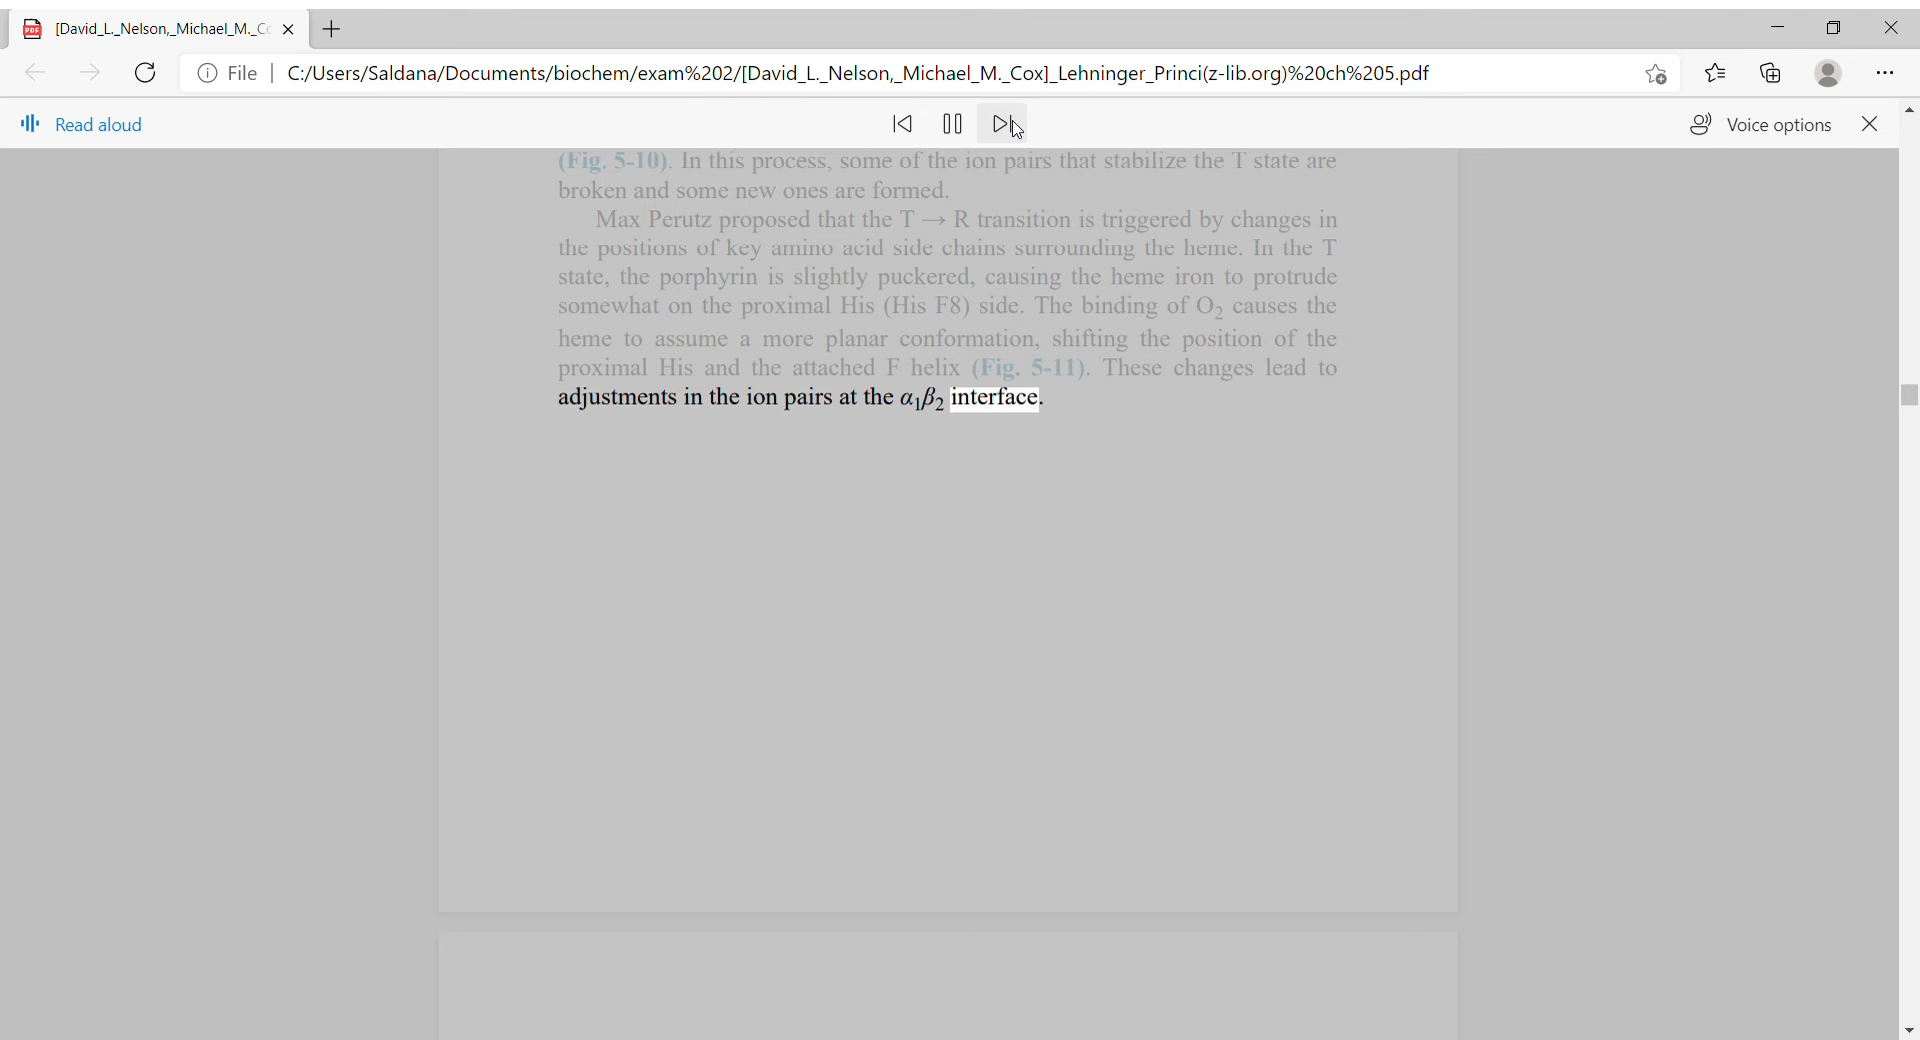 [David_L._Nelson,_Michael_M._Co
File | C:/Users/Saldana/Documents/biochem/exam%202/[David_L._Nelson,_Michael_M._Cox]_Lehninger_Princi(z-lib.org)%20ch%205.pdf
Read aloud
Voice options
(Fig. 5-10). In this process, some of the ion pairs that stabilize the T state are
broken and some new ones are formed.
Max Perutz proposed that the T → R transition is triggered by changes in
the positions of key amino acid side chains surrounding the heme. In the T
state, the porphyrin is slightly puckered, causing the heme iron to protrude
somewhat on the proximal His (His F8) side. The binding of O₂ causes the
heme to assume a more planar conformation, shifting the position of the
proximal His and the attached F helix (Fig. 5-11). These changes lead to
adjustments in the ion pairs at the α₁β₂ interface.